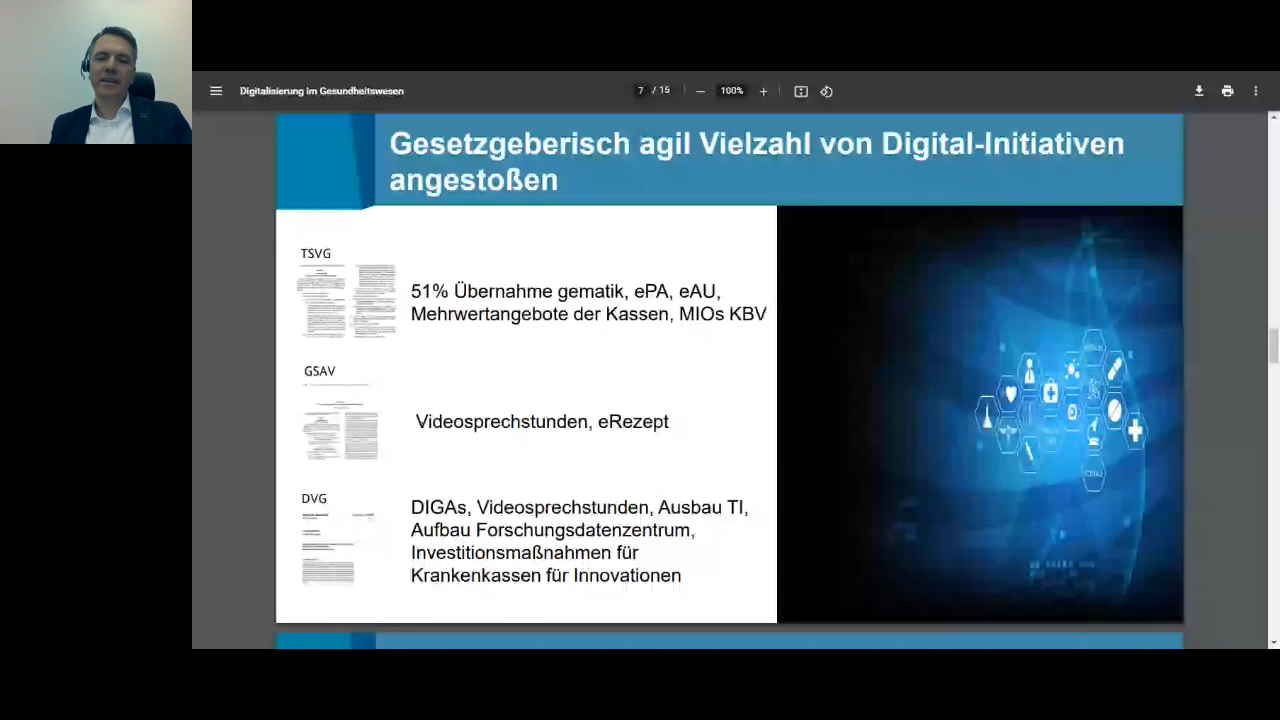 Digitalisierung im Gesundheitswesen
7 / 15
100%
Gesetzgeberisch agil Vielzahl von Digital-Initiativen
angestoßen
TSVG
51% Übernahme gematik, ePA, eAU,
Mehrwertangebote der Kassen, MIOs KBV
GSAV
Videosprechstunden, eRezept
DVG
DIGAs, Videosprechstunden, Ausbau TI,
Aufbau Forschungsdatenzentrum,
Investitionsmaßnahmen für
Krankenkassen für Innovationen